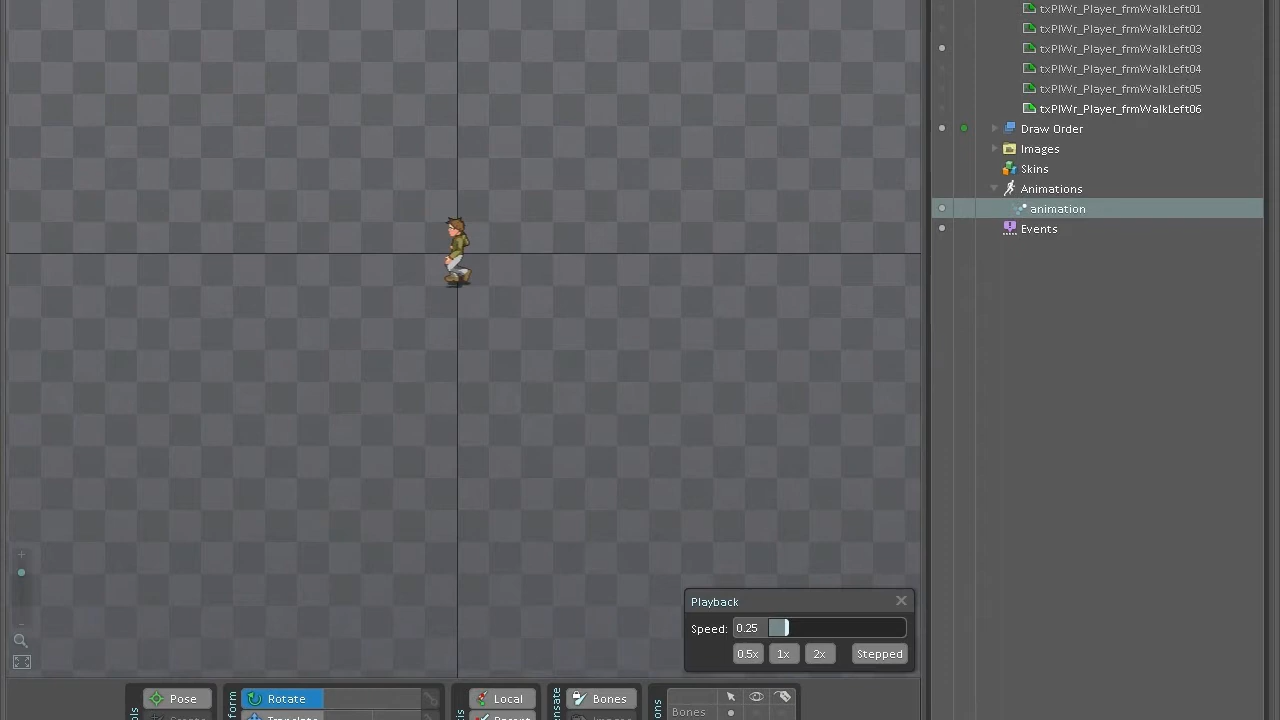 txPlWr_Player_frmWalkLeft01
txPlWr_Player_frmWalkLeft02
txPlWr_Player_frmWalkLeft03
txPlWr_Player_frmWalkLeft04
txPlWr_Player_frmWalkLeft05
txPlWr_Player_frmWalkLeft06
Draw Order
Images
Skins
Animations
animation
Events
Playback
Speed: 0.25
0.5x 1x 2x Stepped
Pose Rotate Local Bones
Bones